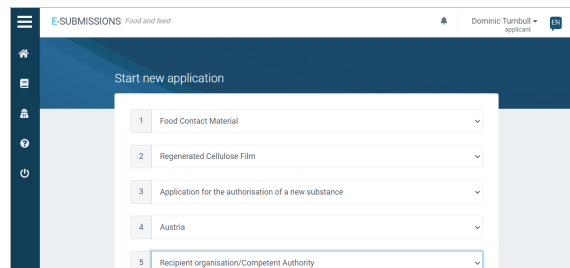 E-SUBMISSIONS Food and feed
Dominic Turnbull
applicant
EN
Start new application
1 Food Contact Material
2 Regenerated Cellulose Film
3 Application for the authorisation of a new substance
4 Austria
5 Recipient organisation/Competent Authority